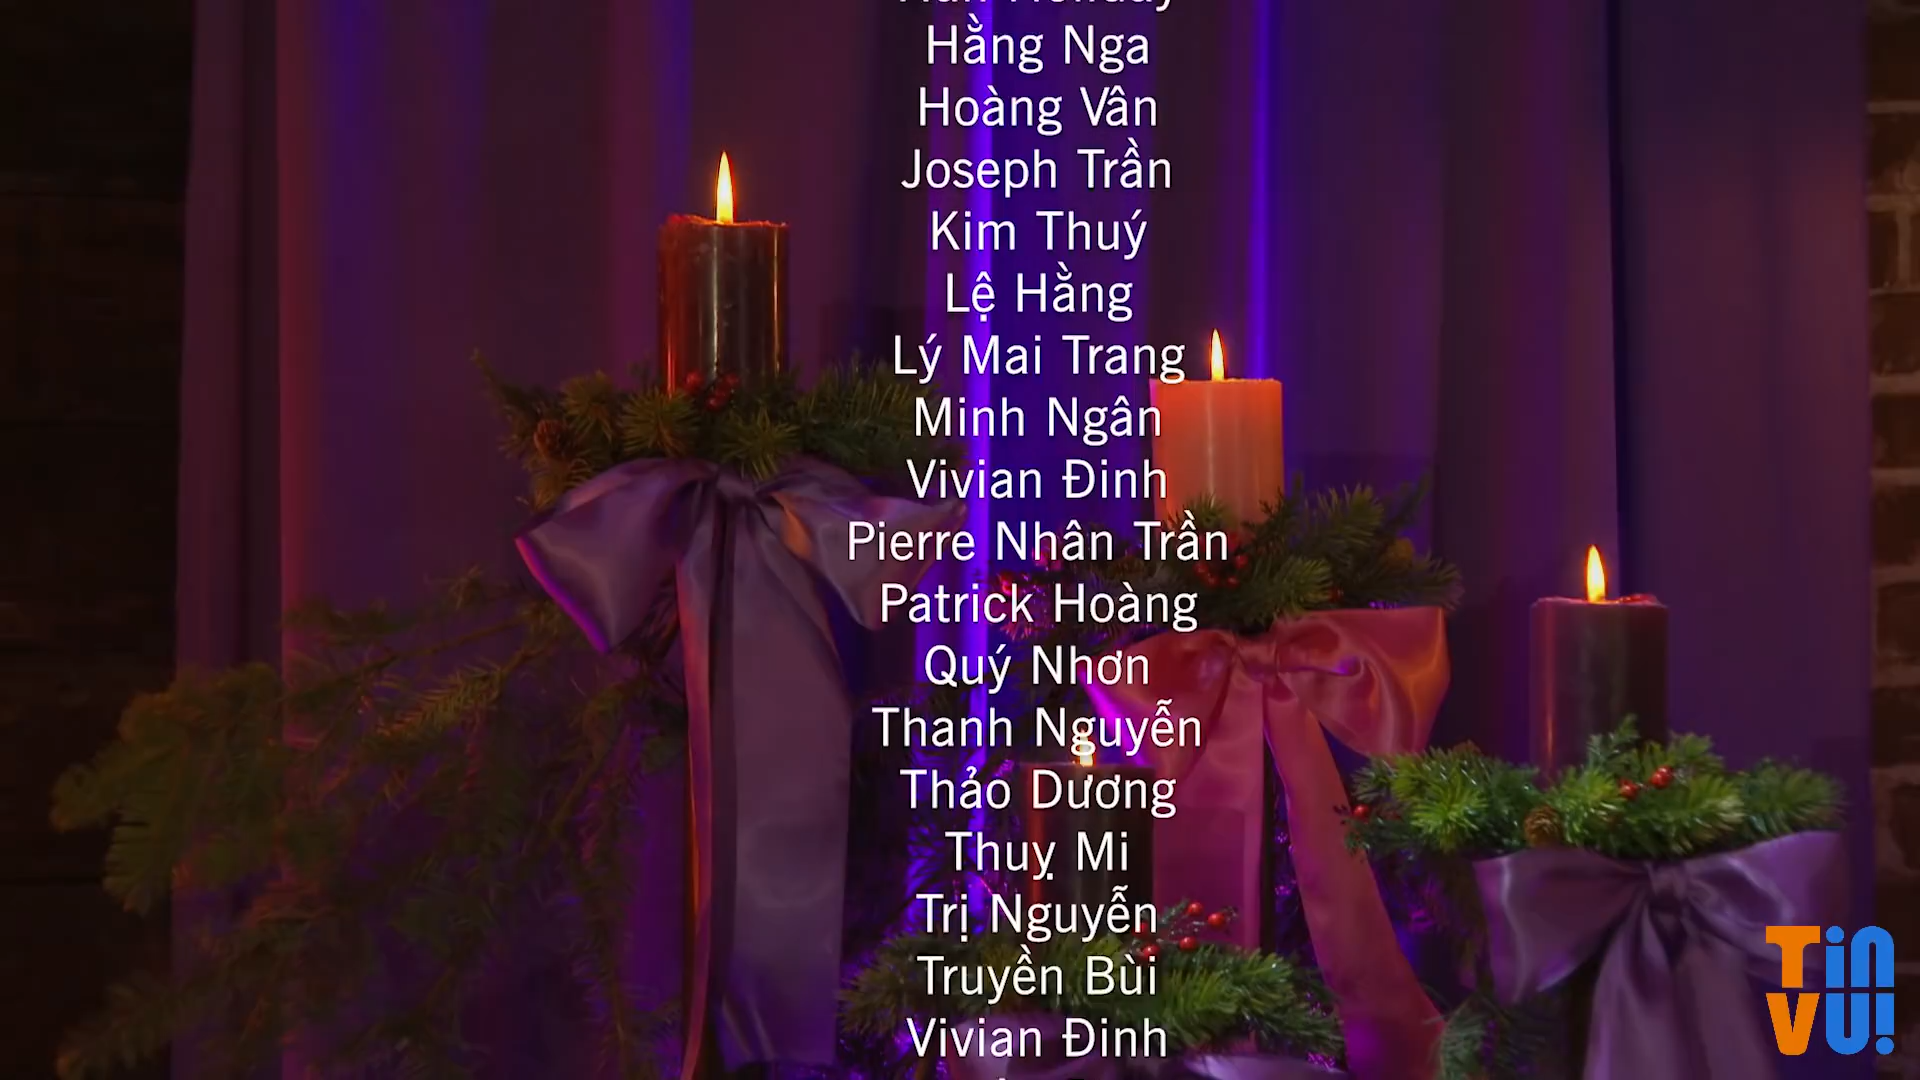 Hằng Nga
Hoàng Vân
Joseph Trần
Kim Thuý
Lệ Hằng
Lý Mai Trang
Minh Ngân
Vivian Đinh
Pierre Nhân Trần
Patrick Hoàng
Quý Nhơn
Thanh Nguyễn
Thảo Dương
Thuỵ Mi
Trị Nguyễn
Truyền Bùi
Vivian Đinh
TIN
VUI